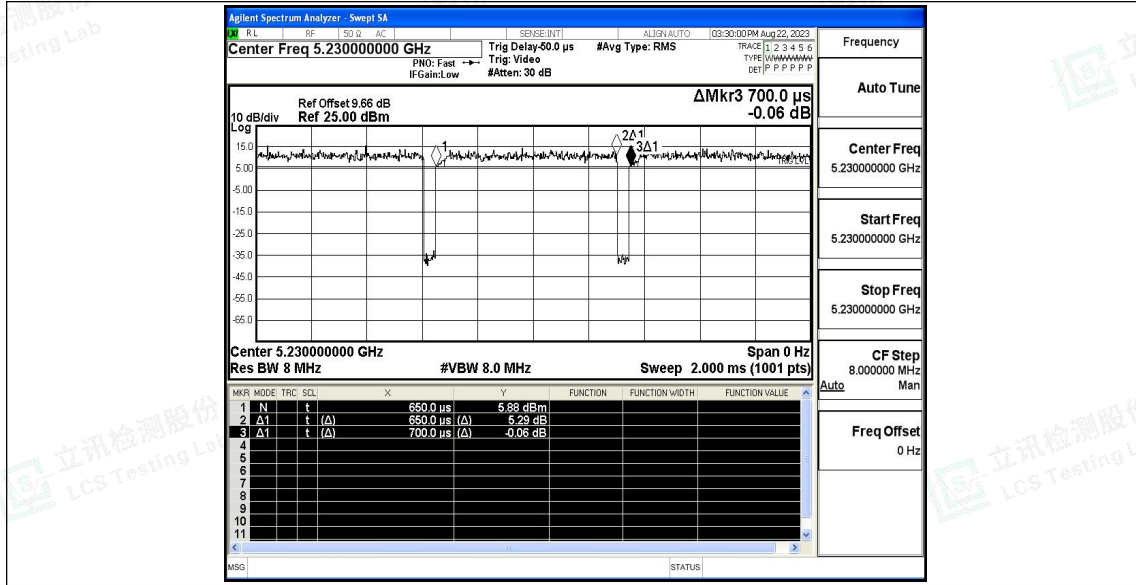 Agilent Spectrum Analyzer - Swept SA
LXI RL RF 50 Ω AC SENSE:INT ALIGN AUTO 03:30:00 PM Aug 22, 2023
Center Freq 5.230000000 GHz
PNO: Fast
IFGain:Low
Trig Delay-50.0 µs
Trig: Video
#Atten: 30 dB
#Avg Type: RMS
TRACE 1 2 3 4 5 6
TYPE WWWWWW
DET P P P P P P
Frequency
Auto Tune
Center Freq
5.230000000 GHz
Start Freq
5.230000000 GHz
Stop Freq
5.230000000 GHz
CF Step
8.000000 MHz
Auto Man
Freq Offset
0 Hz
ΔMkr3 700.0 µs
-0.06 dB
Ref Offset 9.66 dB
10 dB/div Ref 25.00 dBm
Log
15.0
5.00
-5.00
-15.0
-25.0
-35.0
-45.0
-55.0
-65.0
1
2Δ1
3Δ1
TRIG LVL
Center 5.230000000 GHz Span 0 Hz
Res BW 8 MHz #VBW 8.0 MHz Sweep 2.000 ms (1001 pts)
MKR MODE TRC SCL X Y FUNCTION FUNCTION WIDTH FUNCTION VALUE
1 N t 650.0 µs 5.88 dBm
2 Δ1 t (Δ) 650.0 µs (Δ) 5.29 dB
3 Δ1 t (Δ) 700.0 µs (Δ) -0.06 dB
4
5
6
7
8
9
10
11
MSG STATUS
立讯检测股份
LCS Testing Lab
立讯检测股份
LCS Testing L